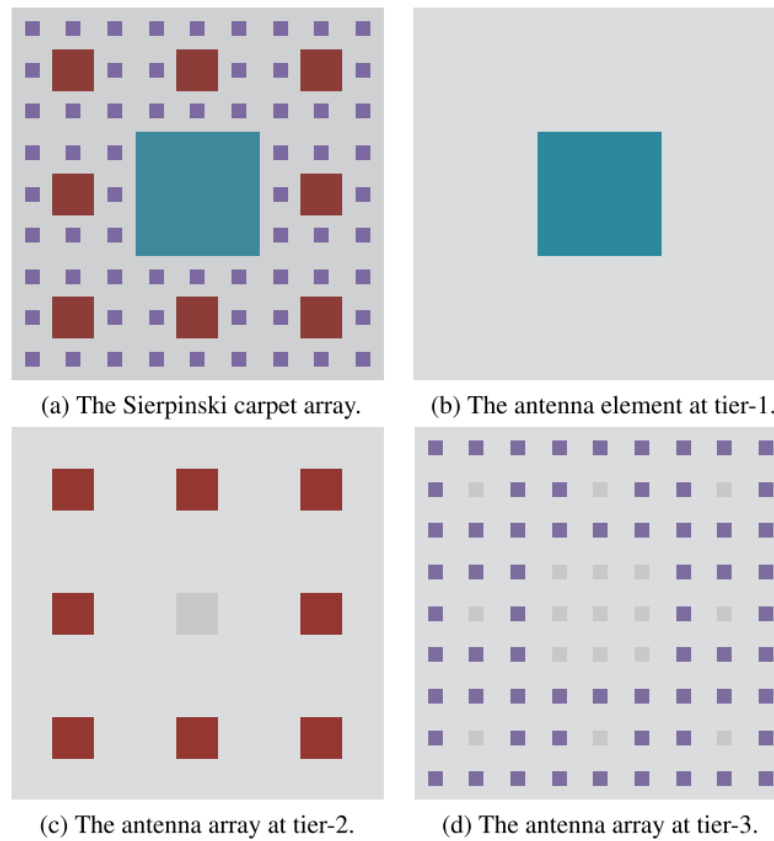 (a) The Sierpinski carpet array.
(b) The antenna element at tier-1.
(c) The antenna array at tier-2.
(d) The antenna array at tier-3.